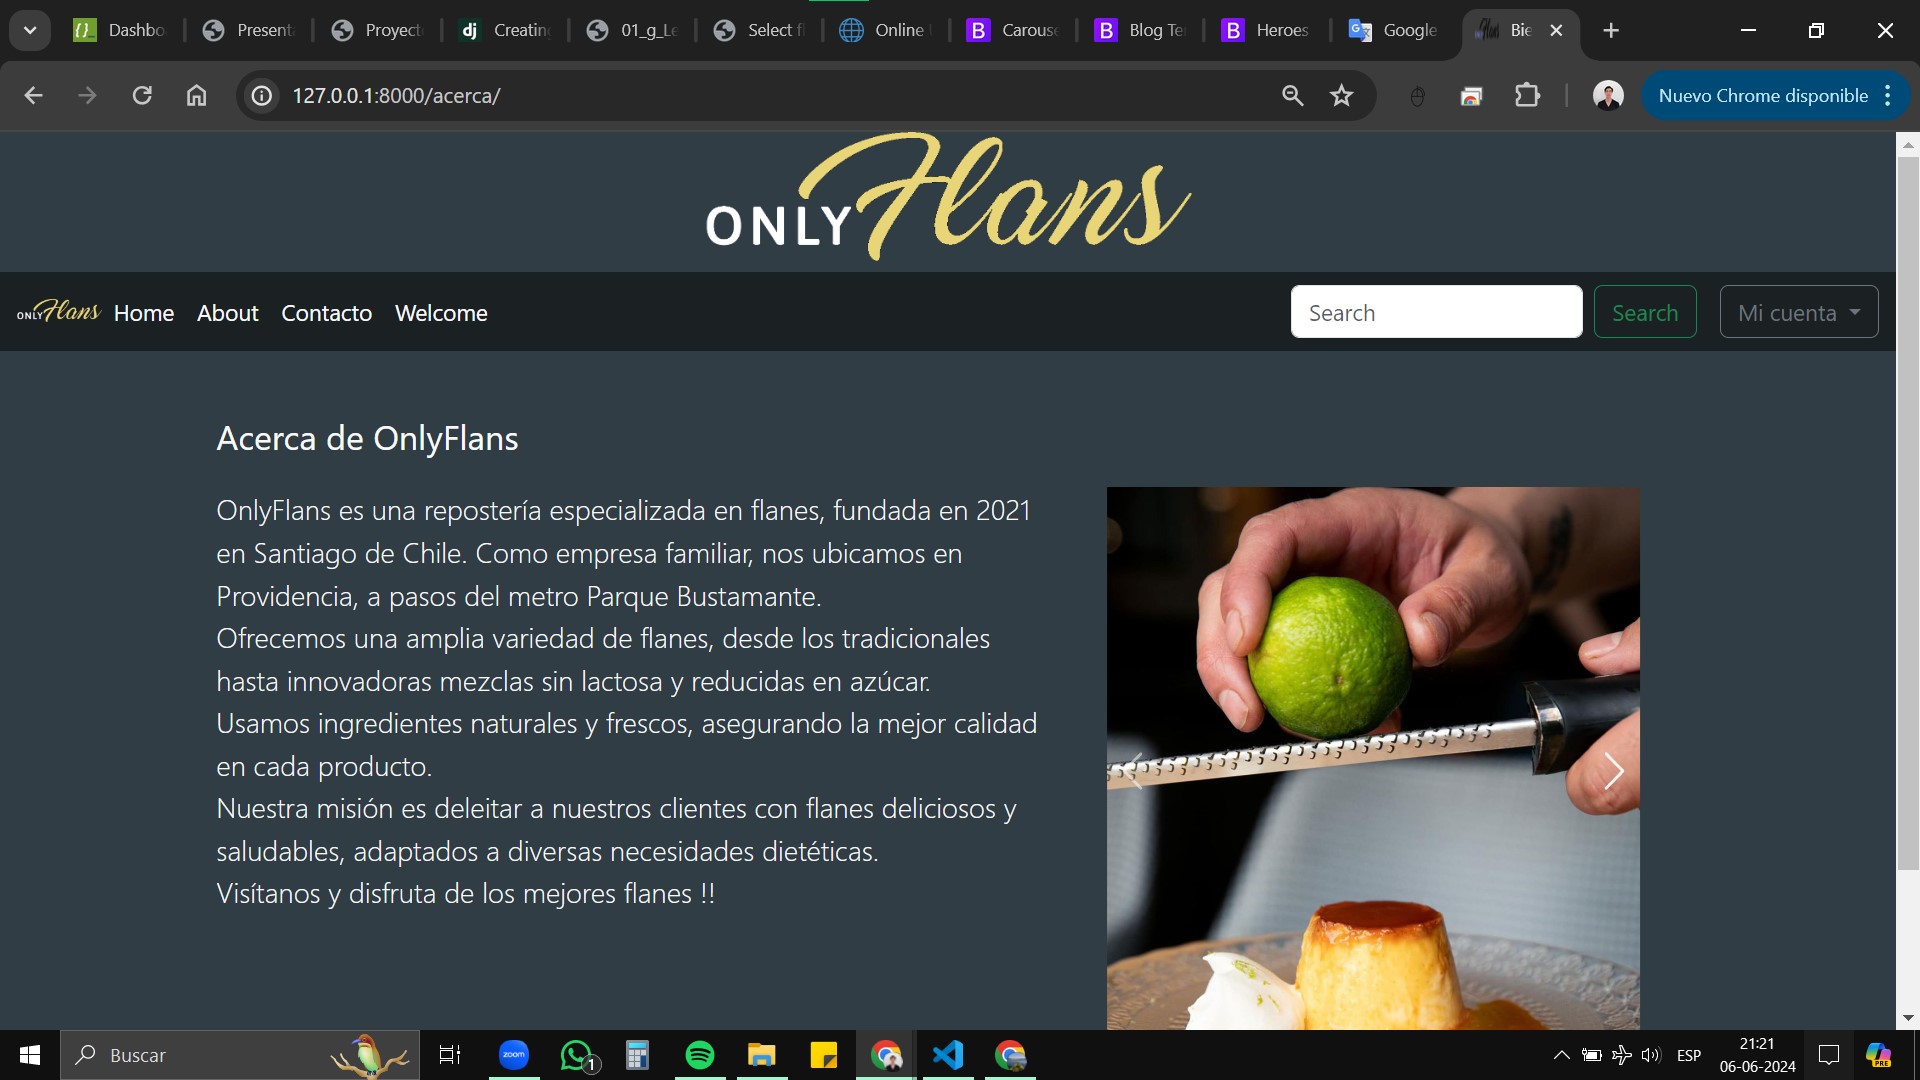 Dashbo
Present
Proyect
dj Creating
01_g_Le
Select f
Online
B Carouse
B Blog Te
B Heroes
Google
Bie
127.0.0.1:8000/acerca/
Nuevo Chrome disponible
ONLY Flans
ONLY Flans
Home
About
Contacto
Welcome
Search
Search
Mi cuenta
Acerca de OnlyFlans
OnlyFlans es una repostería especializada en flanes, fundada en 2021
en Santiago de Chile. Como empresa familiar, nos ubicamos en
Providencia, a pasos del metro Parque Bustamante.
Ofrecemos una amplia variedad de flanes, desde los tradicionales
hasta innovadoras mezclas sin lactosa y reducidas en azúcar.
Usamos ingredientes naturales y frescos, asegurando la mejor calidad
en cada producto.
Nuestra misión es deleitar a nuestros clientes con flanes deliciosos y
saludables, adaptados a diversas necesidades dietéticas.
Visítanos y disfruta de los mejores flanes !!
Buscar
zoom
1
ESP
21:21
06-06-2024
PRE